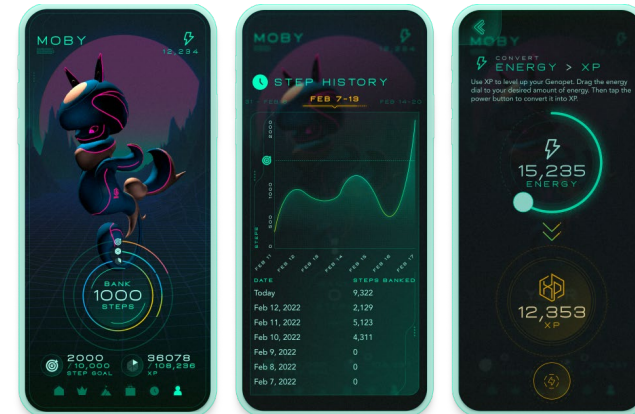 MOBY
12,234
BANK
1000
STEPS
2000
/10,000
STEP GOAL
36078
/108,236
XP
MOBY
STEP HISTORY
FEB 7-13
FEB 14-20
STEPS
FEB 11
FEB 12
FEB 13
FEB 14
FEB 15
FEB 16
FEB 17
DATE STEPS BANKED
Today 9,322
Feb 12, 2022 2,129
Feb 11, 2022 5,123
Feb 10, 2022 4,311
Feb 9, 2022 0
Feb 8, 2022 0
Feb 7, 2022 0
MOBY
CONVERT
ENERGY > XP
Use XP to level up your Genopet. Drag the energy
dial to your desired amount of energy. Then tap the
power button to convert it into XP.
15,235
ENERGY
12,353
XP